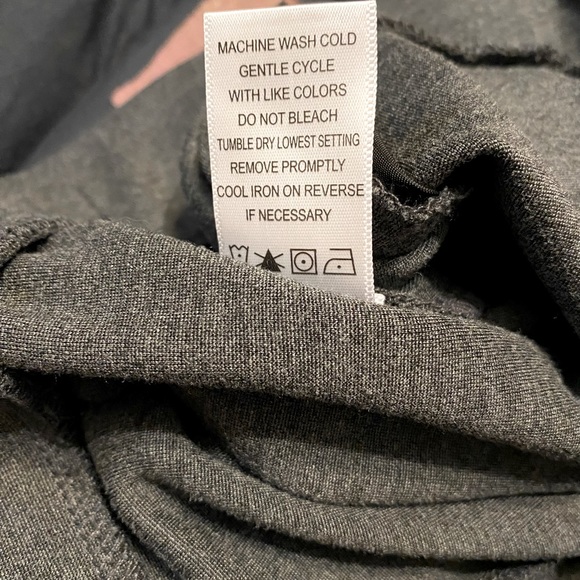 MACHINE WASH COLD
GENTLE CYCLE
WITH LIKE COLORS
DO NOT BLEACH
TUMBLE DRY LOWEST SETTING
REMOVE PROMPTLY
COOL IRON ON REVERSE
IF NECESSARY